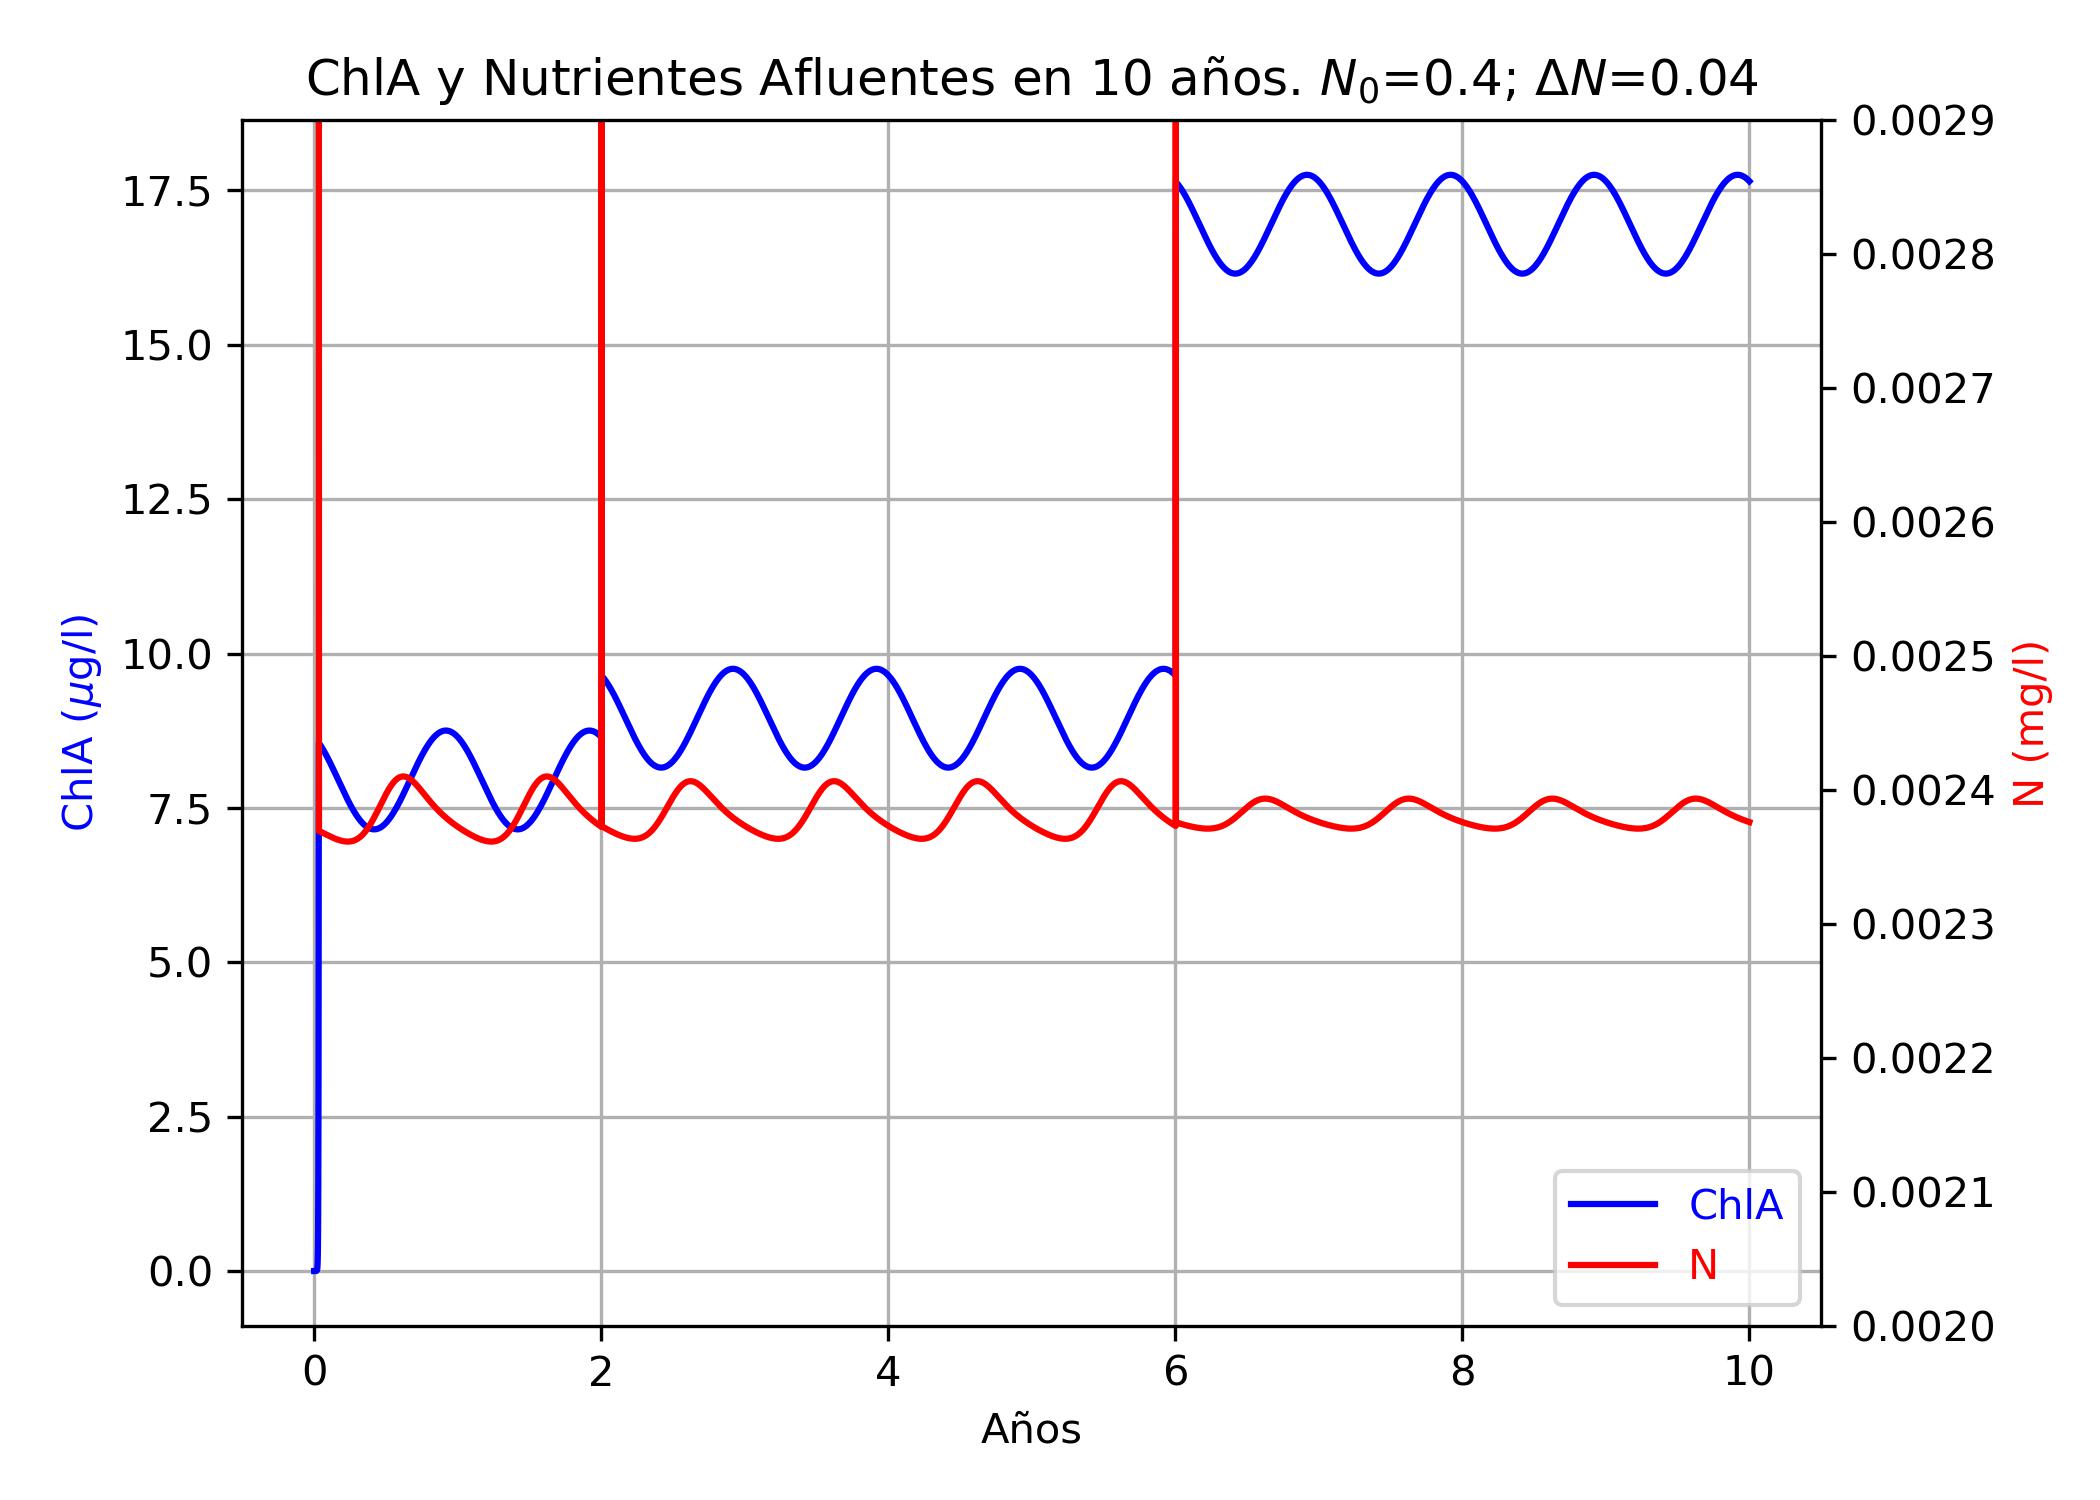 ChlA y Nutrientes Afluentes en 10 años. N₀=0.4; ΔN=0.04
ChlA (μg/l)
17.5
15.0
12.5
10.0
7.5
5.0
2.5
0.0
0.0029
0.0028
0.0027
0.0026
0.0025
0.0024
0.0023
0.0022
0.0021
0.0020
N (mg/l)
ChlA
N
0 2 4 6 8 10
Años